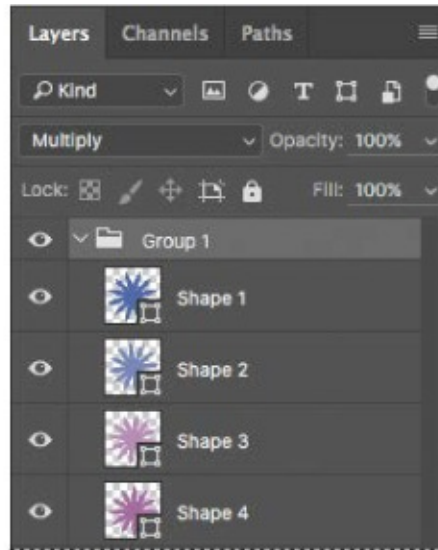 Layers Channels Paths
Kind T
Multiply Opacity: 100%
Lock: Fill: 100%
Group 1
Shape 1
Shape 2
Shape 3
Shape 4